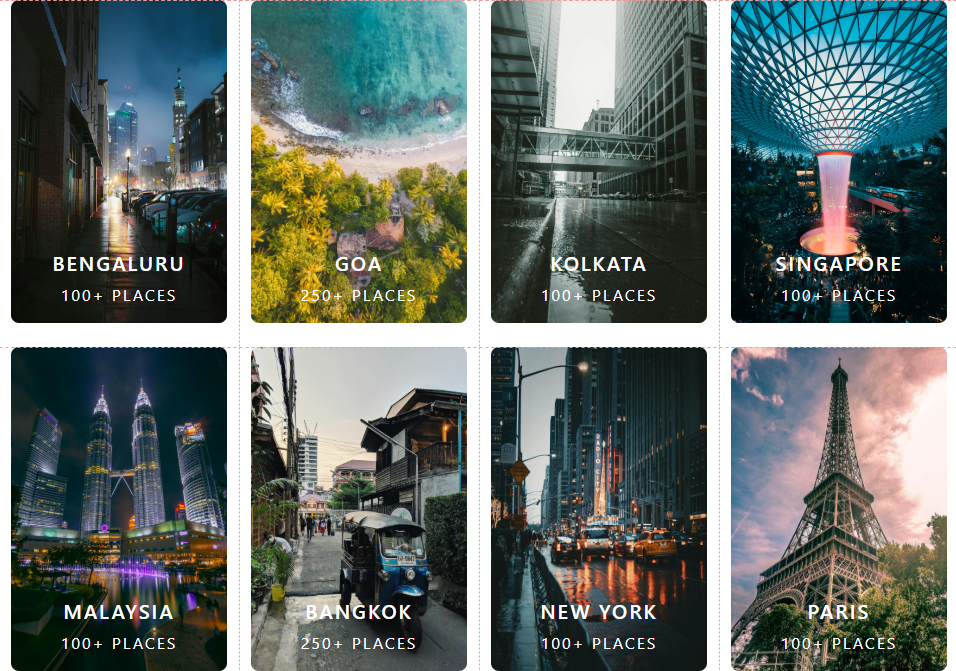 BENGALURU
100+ PLACES
GOA
250+ PLACES
KOLKATA
100+ PLACES
SINGAPORE
100+ PLACES
MALAYSIA
100+ PLACES
BANGKOK
250+ PLACES
NEW YORK
100+ PLACES
PARIS
100+ PLACES